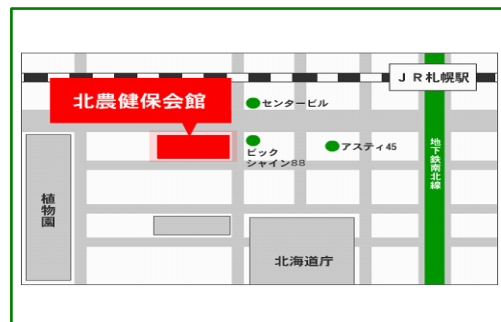 JR札幌駅
北農健保会館
センタービル
ビック
シャイン88
アスティ45
地下鉄南北線
植物園
北海道庁